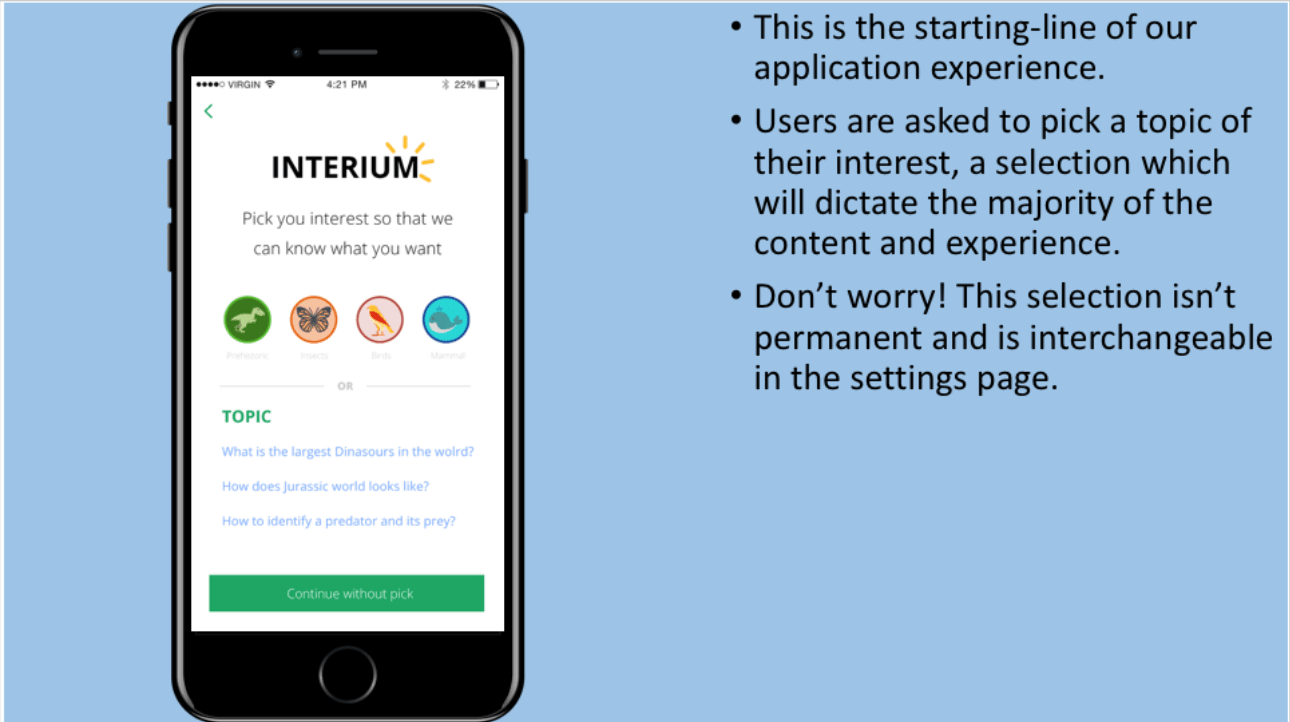 VIRGIN 4:21 PM 22%
INTERIUM
Pick you interest so that we
can know what you want
Prehistoric Insects Birds Mammal
OR
TOPIC
What is the largest Dinasours in the wolrd?
How does Jurassic world looks like?
How to identify a predator and its prey?
Continue without pick
• This is the starting-line of our
application experience.
• Users are asked to pick a topic of
their interest, a selection which
will dictate the majority of the
content and experience.
• Don’t worry! This selection isn’t
permanent and is interchangeable
in the settings page.